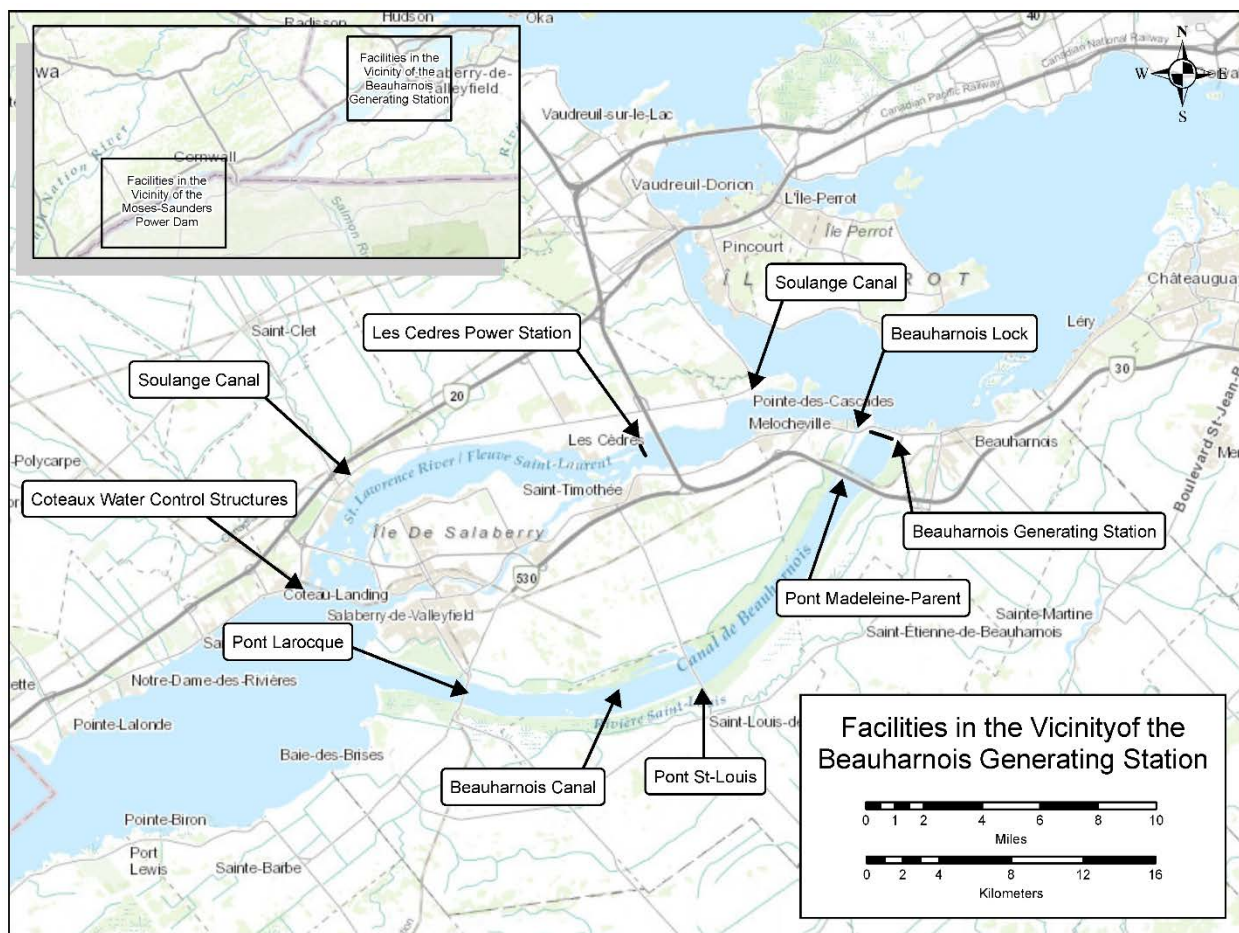 Radisson
Hudson
Oka
40
Canadian National Railway
Canadian Pacific Railway
N
W
E
S
Facilities in the
Vicinity of the
Beauharnois
Generating Station
Cornwall
Facilities in the
Vicinity of the
Moses-Saunders
Power Dam
Vaudreuil-sur-le-Lac
Vaudreuil-Dorion
L'Île-Perrot
Île Perrot
Pincourt
Soulange Canal
Châteaugua
Saint-Clet
Les Cedres Power Station
Beauharnois Lock
Léry
30
Soulange Canal
20
Pointe-des-Cascades
Melocheville
Boulevard St-Jean-
-Polycarpe
Les Cèdres
Beauharnois
St. Lawrence River / Fleuve Saint-Laurent
Coteaux Water Control Structures
Saint-Timothée
Île De Salaberry
Beauharnois Generating Station
530
Coteau-Landing
Salaberry-de-Valleyfield
Canal de Beauharnois
Pont Madeleine-Parent
Sainte-Martine
Saint-Étienne-de-Beauharnois
Pont Larocque
Notre-Dame-des-Rivières
Pointe-Lalonde
Rivière Saint-Louis
Saint-Louis-de
Baie-des-Brises
Beauharnois Canal
Pont St-Louis
Pointe-Biron
Port
Lewis
Sainte-Barbe
Facilities in the Vicinityof the
Beauharnois Generating Station
0 1 2 4 6 8 10
Miles
0 2 4 8 12 16
Kilometers